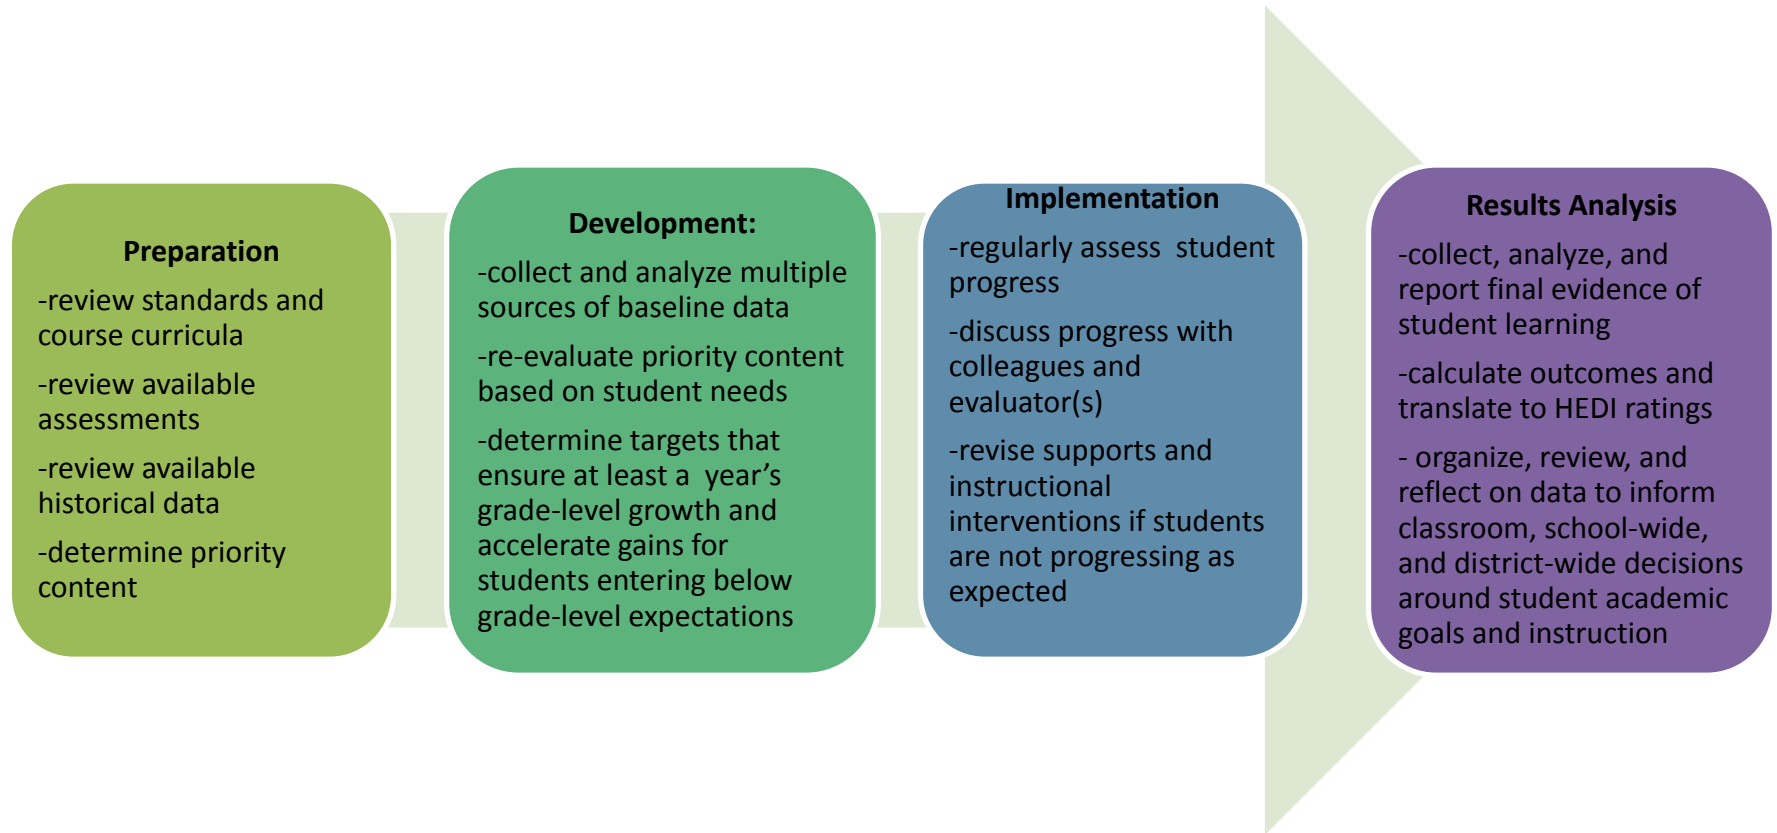 Preparation
-review standards and
course curricula
-review available
assessments
-review available
historical data
-determine priority
content
Development:
-collect and analyze multiple
sources of baseline data
-re-evaluate priority content
based on student needs
-determine targets that
ensure at least a  year’s
grade-level growth and
accelerate gains for
students entering below
grade-level expectations
Implementation
-regularly assess  student
progress
-discuss progress with
colleagues and
evaluator(s)
-revise supports and
instructional
interventions if students
are not progressing as
expected
Results Analysis
-collect, analyze, and
report final evidence of
student learning
-calculate outcomes and
translate to HEDI ratings
- organize, review, and
reflect on data to inform
classroom, school-wide,
and district-wide decisions
around student academic
goals and instruction